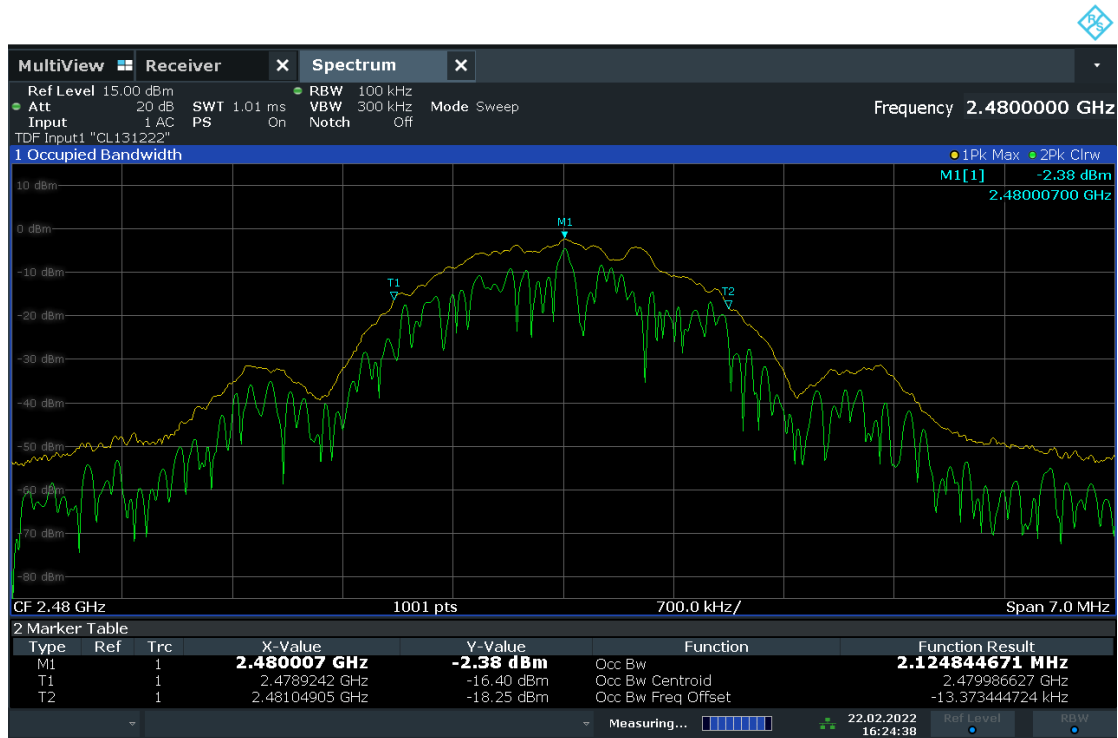 R&S
MultiView Receiver X Spectrum X
Ref Level 15.00 dBm RBW 100 kHz
Att 20 dB SWT 1.01 ms VBW 300 kHz Mode Sweep Frequency 2.4800000 GHz
Input 1 AC PS On Notch Off
TDF Input1 "CL131222"
1 Occupied Bandwidth 1Pk Max 2Pk Clrw
M1[1] -2.38 dBm
10 dBm
2.48000700 GHz
M1
0 dBm
-10 dBm
T1
T2
-20 dBm
-30 dBm
-40 dBm
-50 dBm
-60 dBm
-70 dBm
-80 dBm
CF 2.48 GHz 1001 pts 700.0 kHz/ Span 7.0 MHz
2 Marker Table
Type Ref Trc X-Value Y-Value Function Function Result
M1 1 2.480007 GHz -2.38 dBm Occ Bw 2.124844671 MHz
T1 1 2.4789242 GHz -16.40 dBm Occ Bw Centroid 2.479986627 GHz
T2 1 2.48104905 GHz -18.25 dBm Occ Bw Freq Offset -13.373444724 kHz
Measuring... 22.02.2022 Ref Level RBW
16:24:38